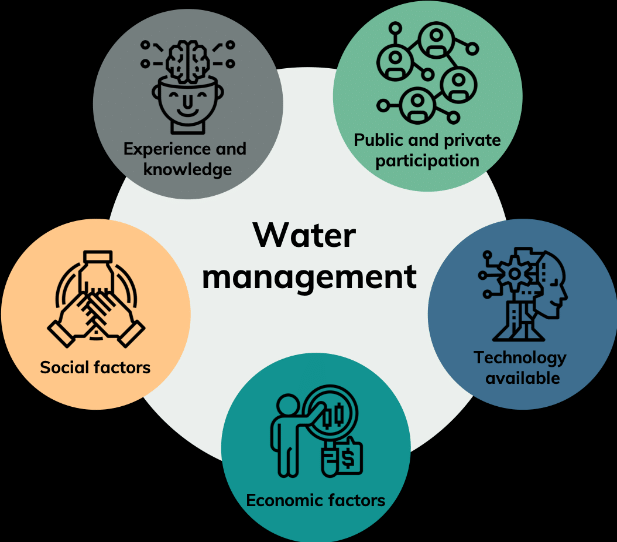 Experience and
knowledge
Public and private
participation
Water
management
Social factors
Technology
available
$
Economic factors